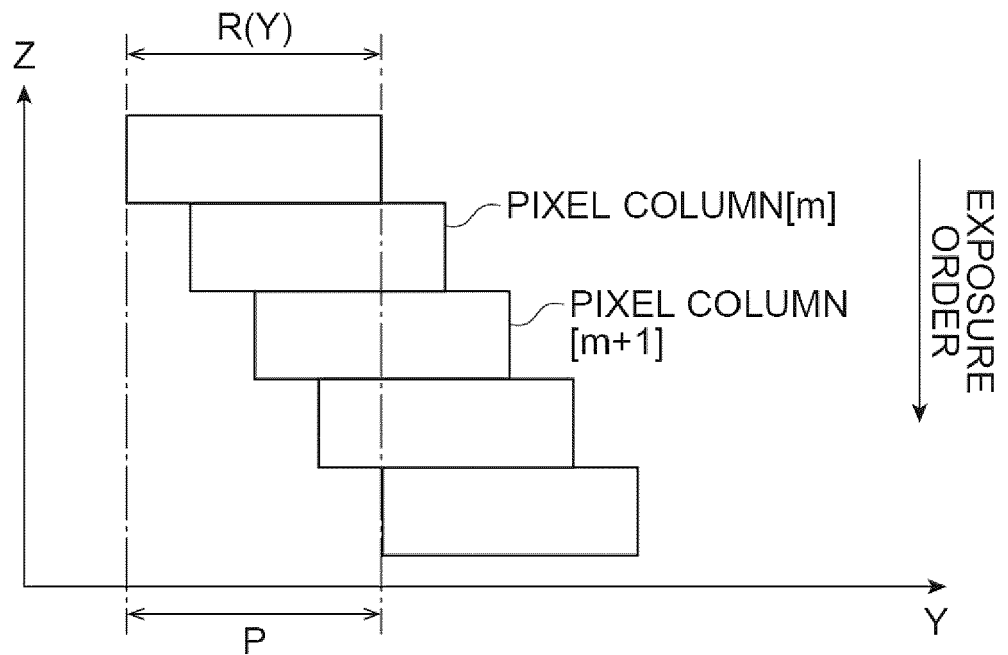 R(Y)
Z
PIXEL COLUMN[m]
PIXEL COLUMN
[m+1]
EXPOSURE
ORDER
P
Y